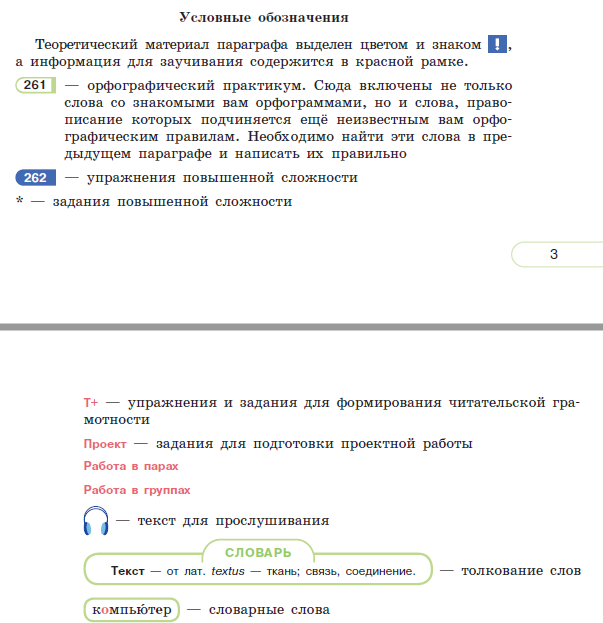 Условные обозначения
Теоретический материал параграфа выделен цветом и знаком !,
а информация для заучивания содержится в красной рамке.
261 — орфографический практикум. Сюда включены не только
слова со знакомыми вам орфограммами, но и слова, право-
писание которых подчиняется ещё неизвестным вам орфо-
графическим правилам. Необходимо найти эти слова в пре-
дыдущем параграфе и написать их правильно
262 — упражнения повышенной сложности
* — задания повышенной сложности
3
Т+ — упражнения и задания для формирования читательской гра-
мотности
Проект — задания для подготовки проектной работы
Работа в парах
Работа в группах
— текст для прослушивания
СЛОВАРЬ
Текст — от лат. textus — ткань; связь, соединение. — толкование слов
компью́тер — словарные слова